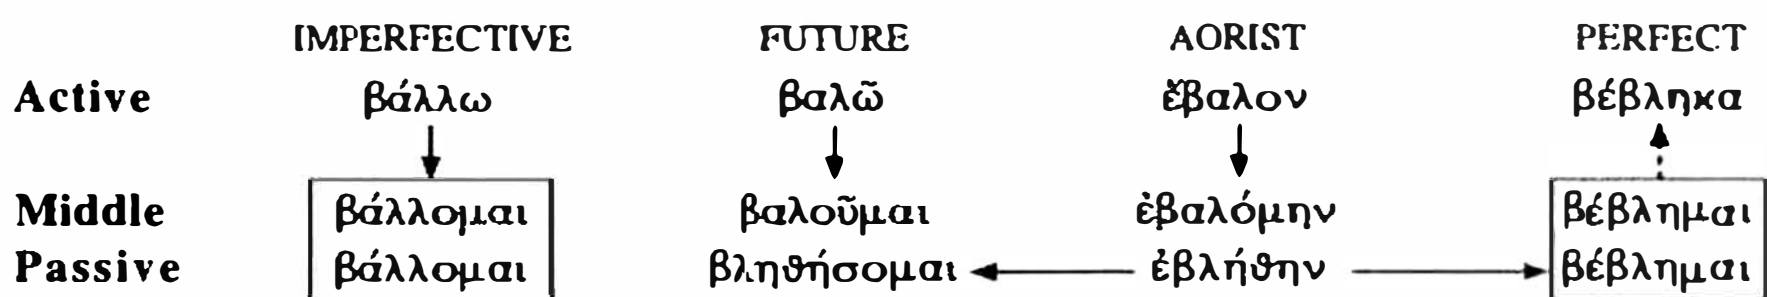 IMPERFECTIVE FUTURE AORIST PERFECT
Active βάλλω βαλῶ ἔβαλον βέβληκα
Middle βάλλομαι βαλοῦμαι ἐβαλόμην βέβλημαι
Passive βάλλομαι βληθήσομαι ἐβλήθην βέβλημαι